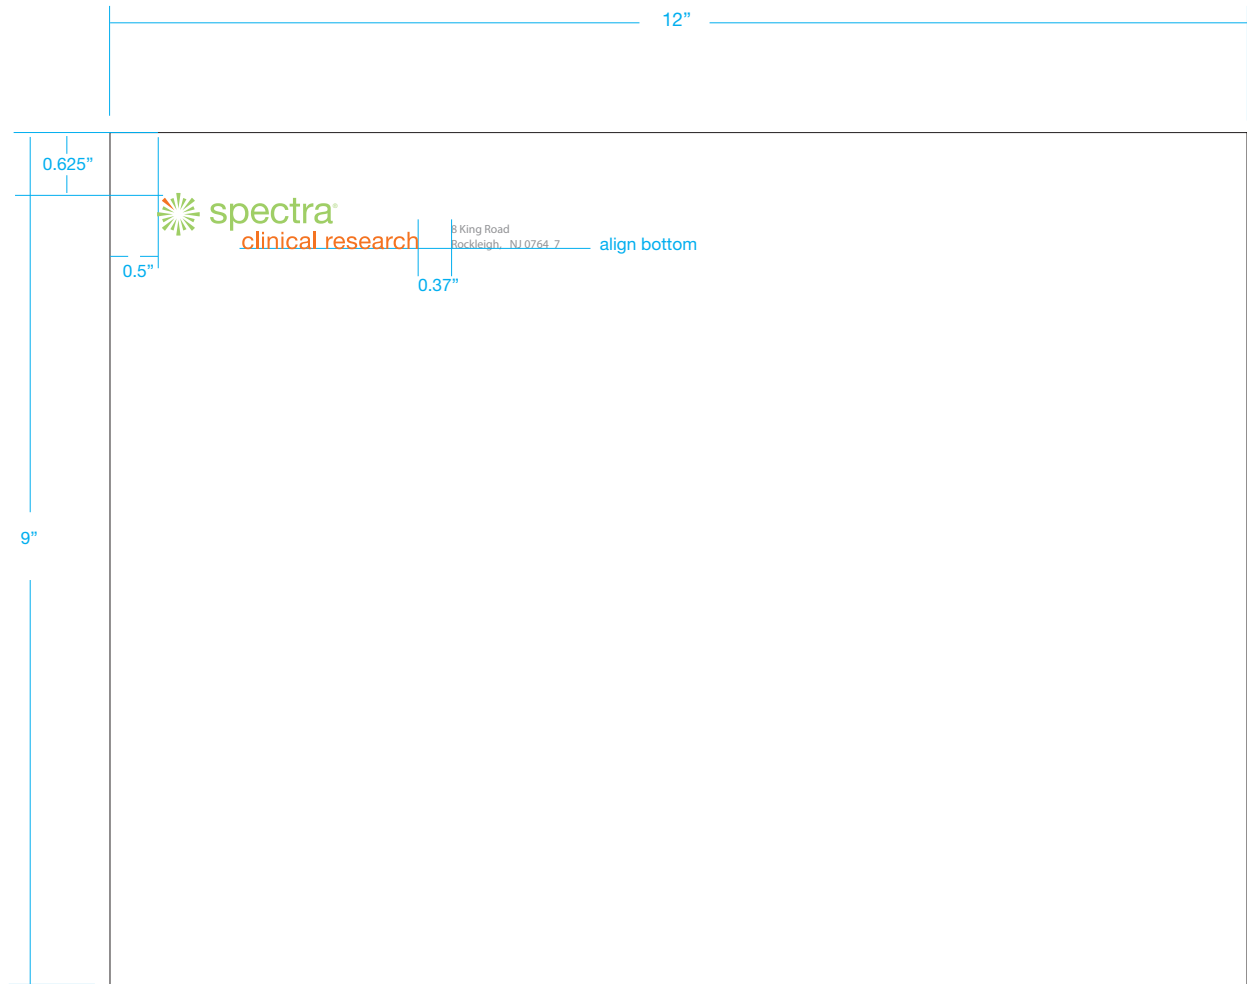 12”
0.625”
spectra®
clinical research
8 King Road
Rockleigh, NJ 0764 7
align bottom
0.5”
0.37”
9”